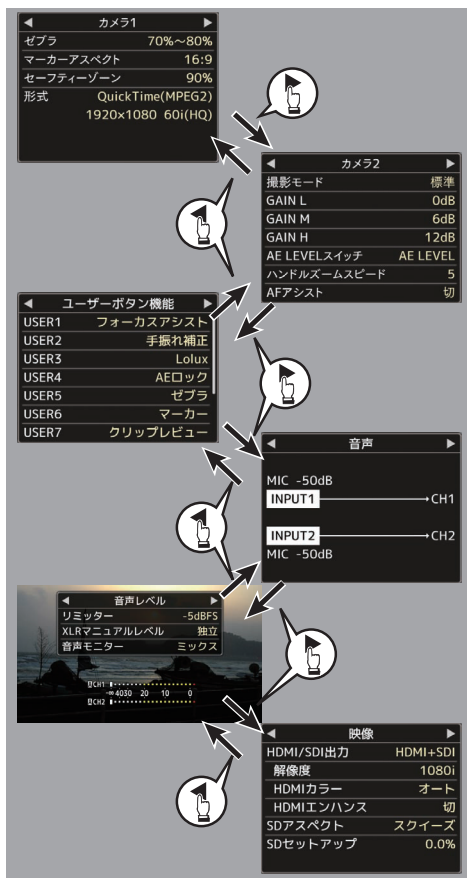 カメラ1
ゼブラ 70%～80%
マーカーアスペクト 16:9
セーフティーゾーン 90%
形式 QuickTime(MPEG2)
1920×1080 60i(HQ)
カメラ2
撮影モード 標準
GAIN L 0dB
GAIN M 6dB
GAIN H 12dB
AE LEVELスイッチ AE LEVEL
ハンドルズームスピード 5
AFアシスト 切
ユーザーボタン機能
USER1 フォーカスアシスト
USER2 手振れ補正
USER3 Lolux
USER4 AEロック
USER5 ゼブラ
USER6 マーカー
USER7 クリップレビュー
音声
MIC -50dB
INPUT1 CH1
INPUT2 CH2
MIC -50dB
音声レベル
リミッター -5dBFS
XLRマニュアルレベル 独立
音声モニター ミックス
CH1
-∞ 4030 20 10 0
CH2
映像
HDMI/SDI出力 HDMI+SDI
解像度 1080i
HDMIカラー オート
HDMIエンハンス 切
SDアスペクト スクイーズ
SDセットアップ 0.0%